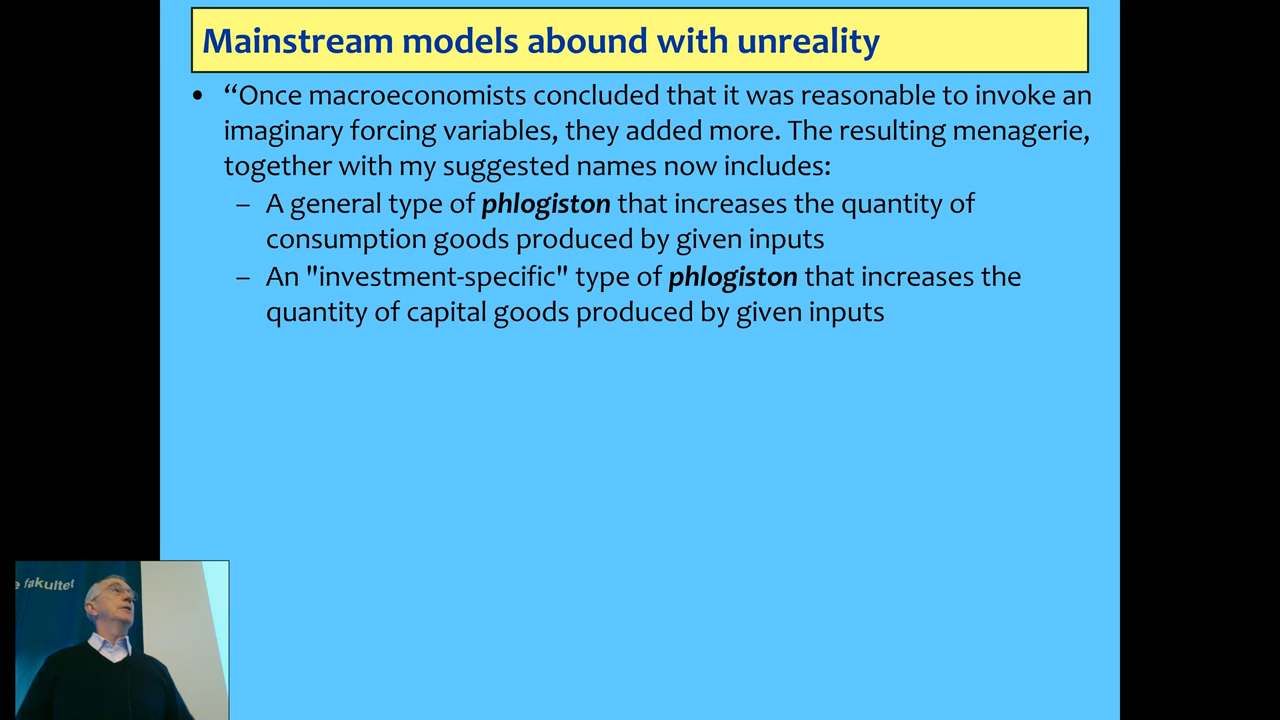 Mainstream models abound with unreality
• “Once macroeconomists concluded that it was reasonable to invoke an
imaginary forcing variables, they added more. The resulting menagerie,
together with my suggested names now includes:
– A general type of phlogiston that increases the quantity of
consumption goods produced by given inputs
– An "investment-specific" type of phlogiston that increases the
quantity of capital goods produced by given inputs
e fakultet